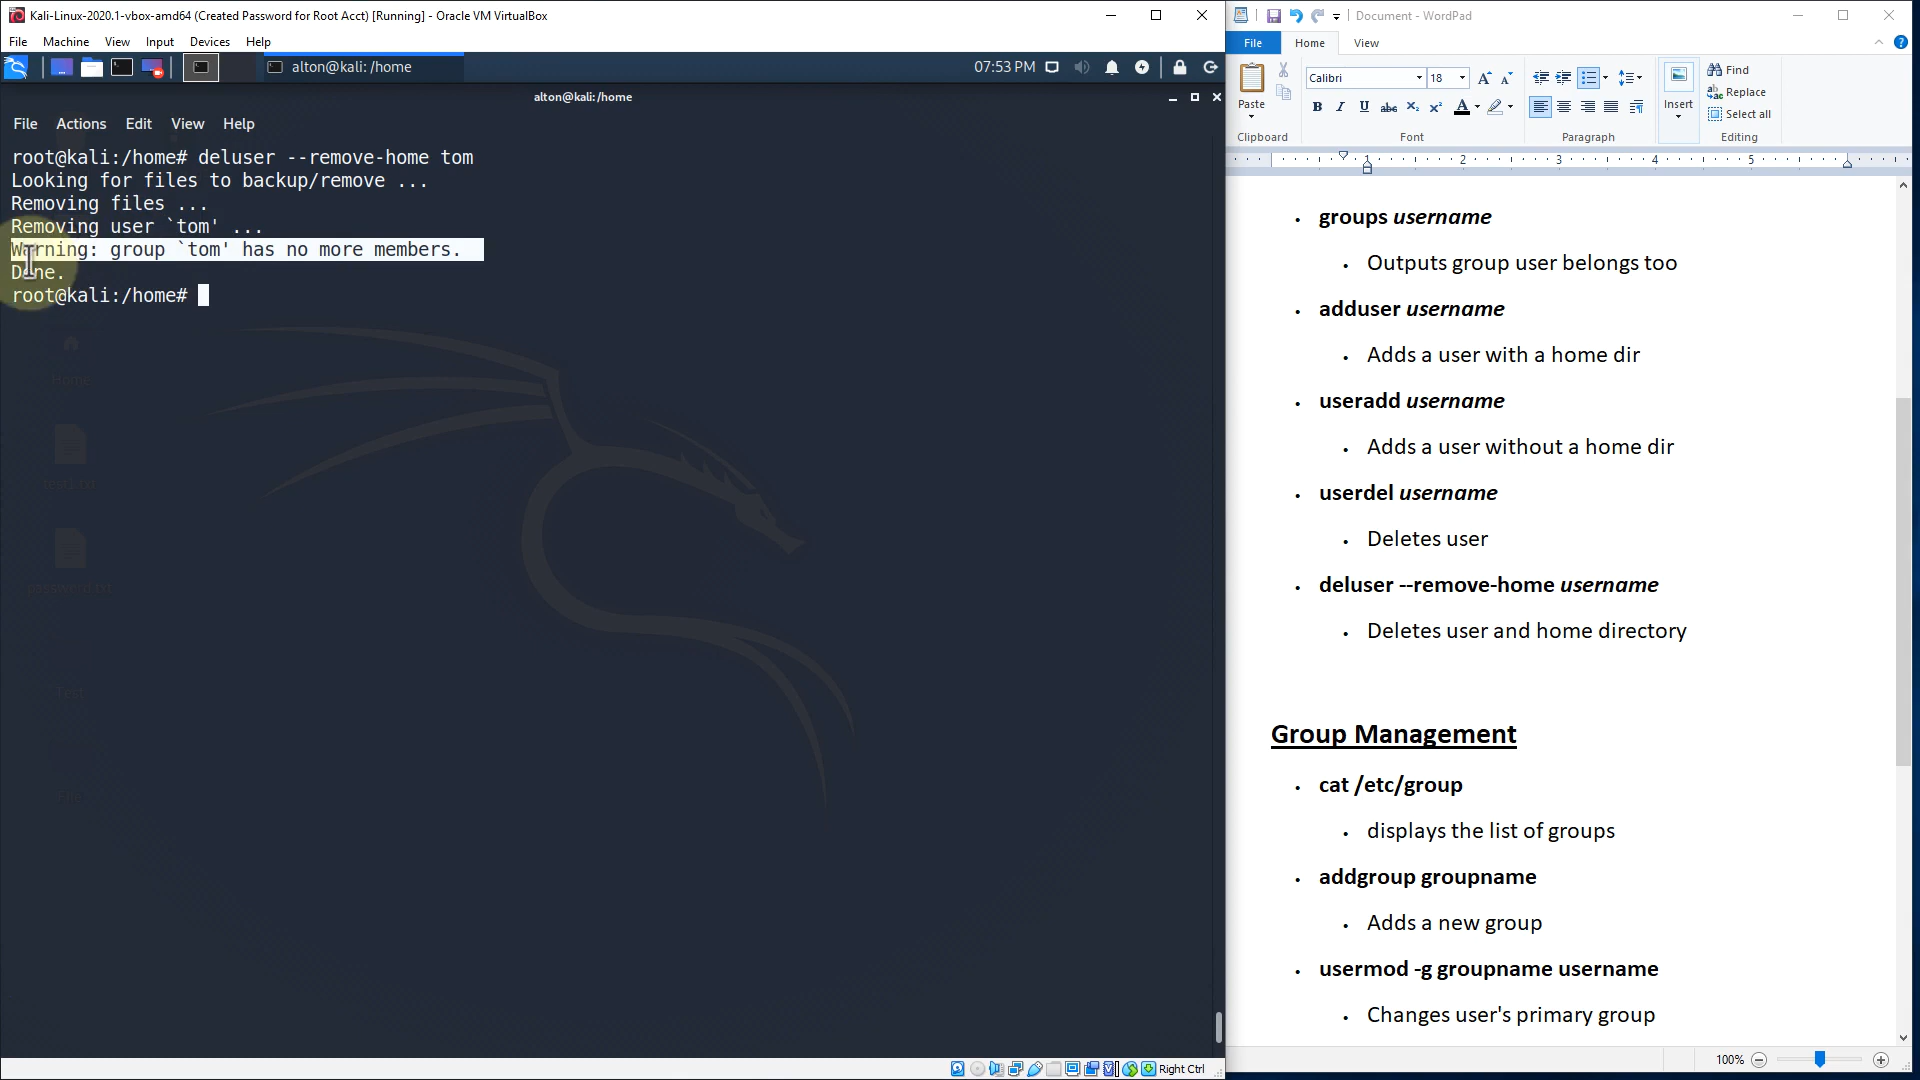 Kali-Linux-2020.1-vbox-amd64 (Created Password for Root Acct) [Running] - Oracle VM VirtualBox
File Machine View Input Devices Help
alton@kali: /home
07:53 PM
alton@kali:/home
File Actions Edit View Help
root@kali:/home# deluser --remove-home tom
Looking for files to backup/remove ...
Removing files ...
Removing user `tom' ...
Warning: group `tom' has no more members.
Done.
root@kali:/home#
Home
Test
Right Ctrl
Document - WordPad
File Home View
Calibri 18
Paste
Insert
Find
Replace
Select all
Clipboard Font Paragraph Editing
1 2 3 4 5
• groups username
• Outputs group user belongs too
• adduser username
• Adds a user with a home dir
• useradd username
• Adds a user without a home dir
• userdel username
• Deletes user
• deluser --remove-home username
• Deletes user and home directory
Group Management
• cat /etc/group
• displays the list of groups
• addgroup groupname
• Adds a new group
• usermod -g groupname username
• Changes user's primary group
100%